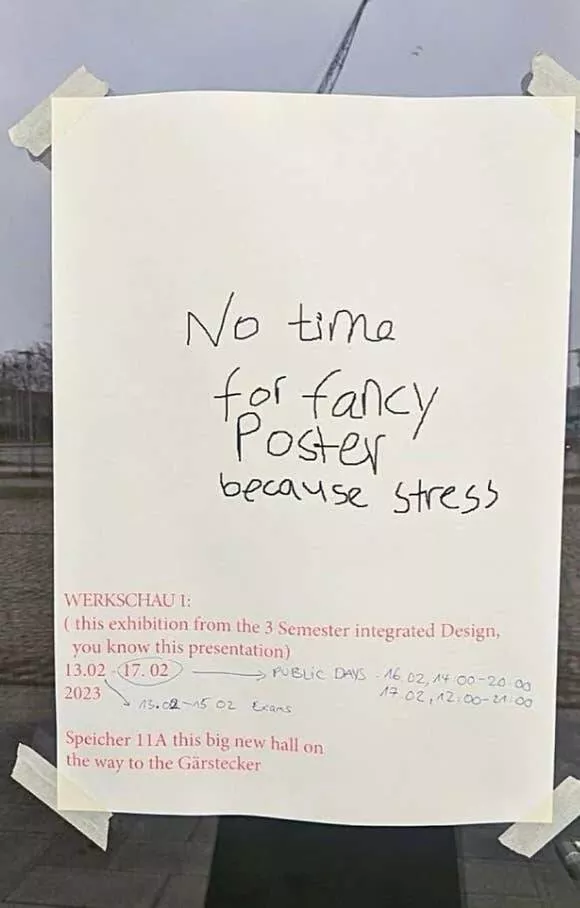 No time
for fancy
Poster
because stress
WERKSCHAU 1:
( this exhibition from the 3 Semester integrated Design,
you know this presentation)
13.02 - 17. 02 PUBLIC DAYS - 16.02, 14:00-20:00
2023 17.02, 12:00-21:00
13.02-15 02 Exams
Speicher 11A this big new hall on
the way to the Gärstecker